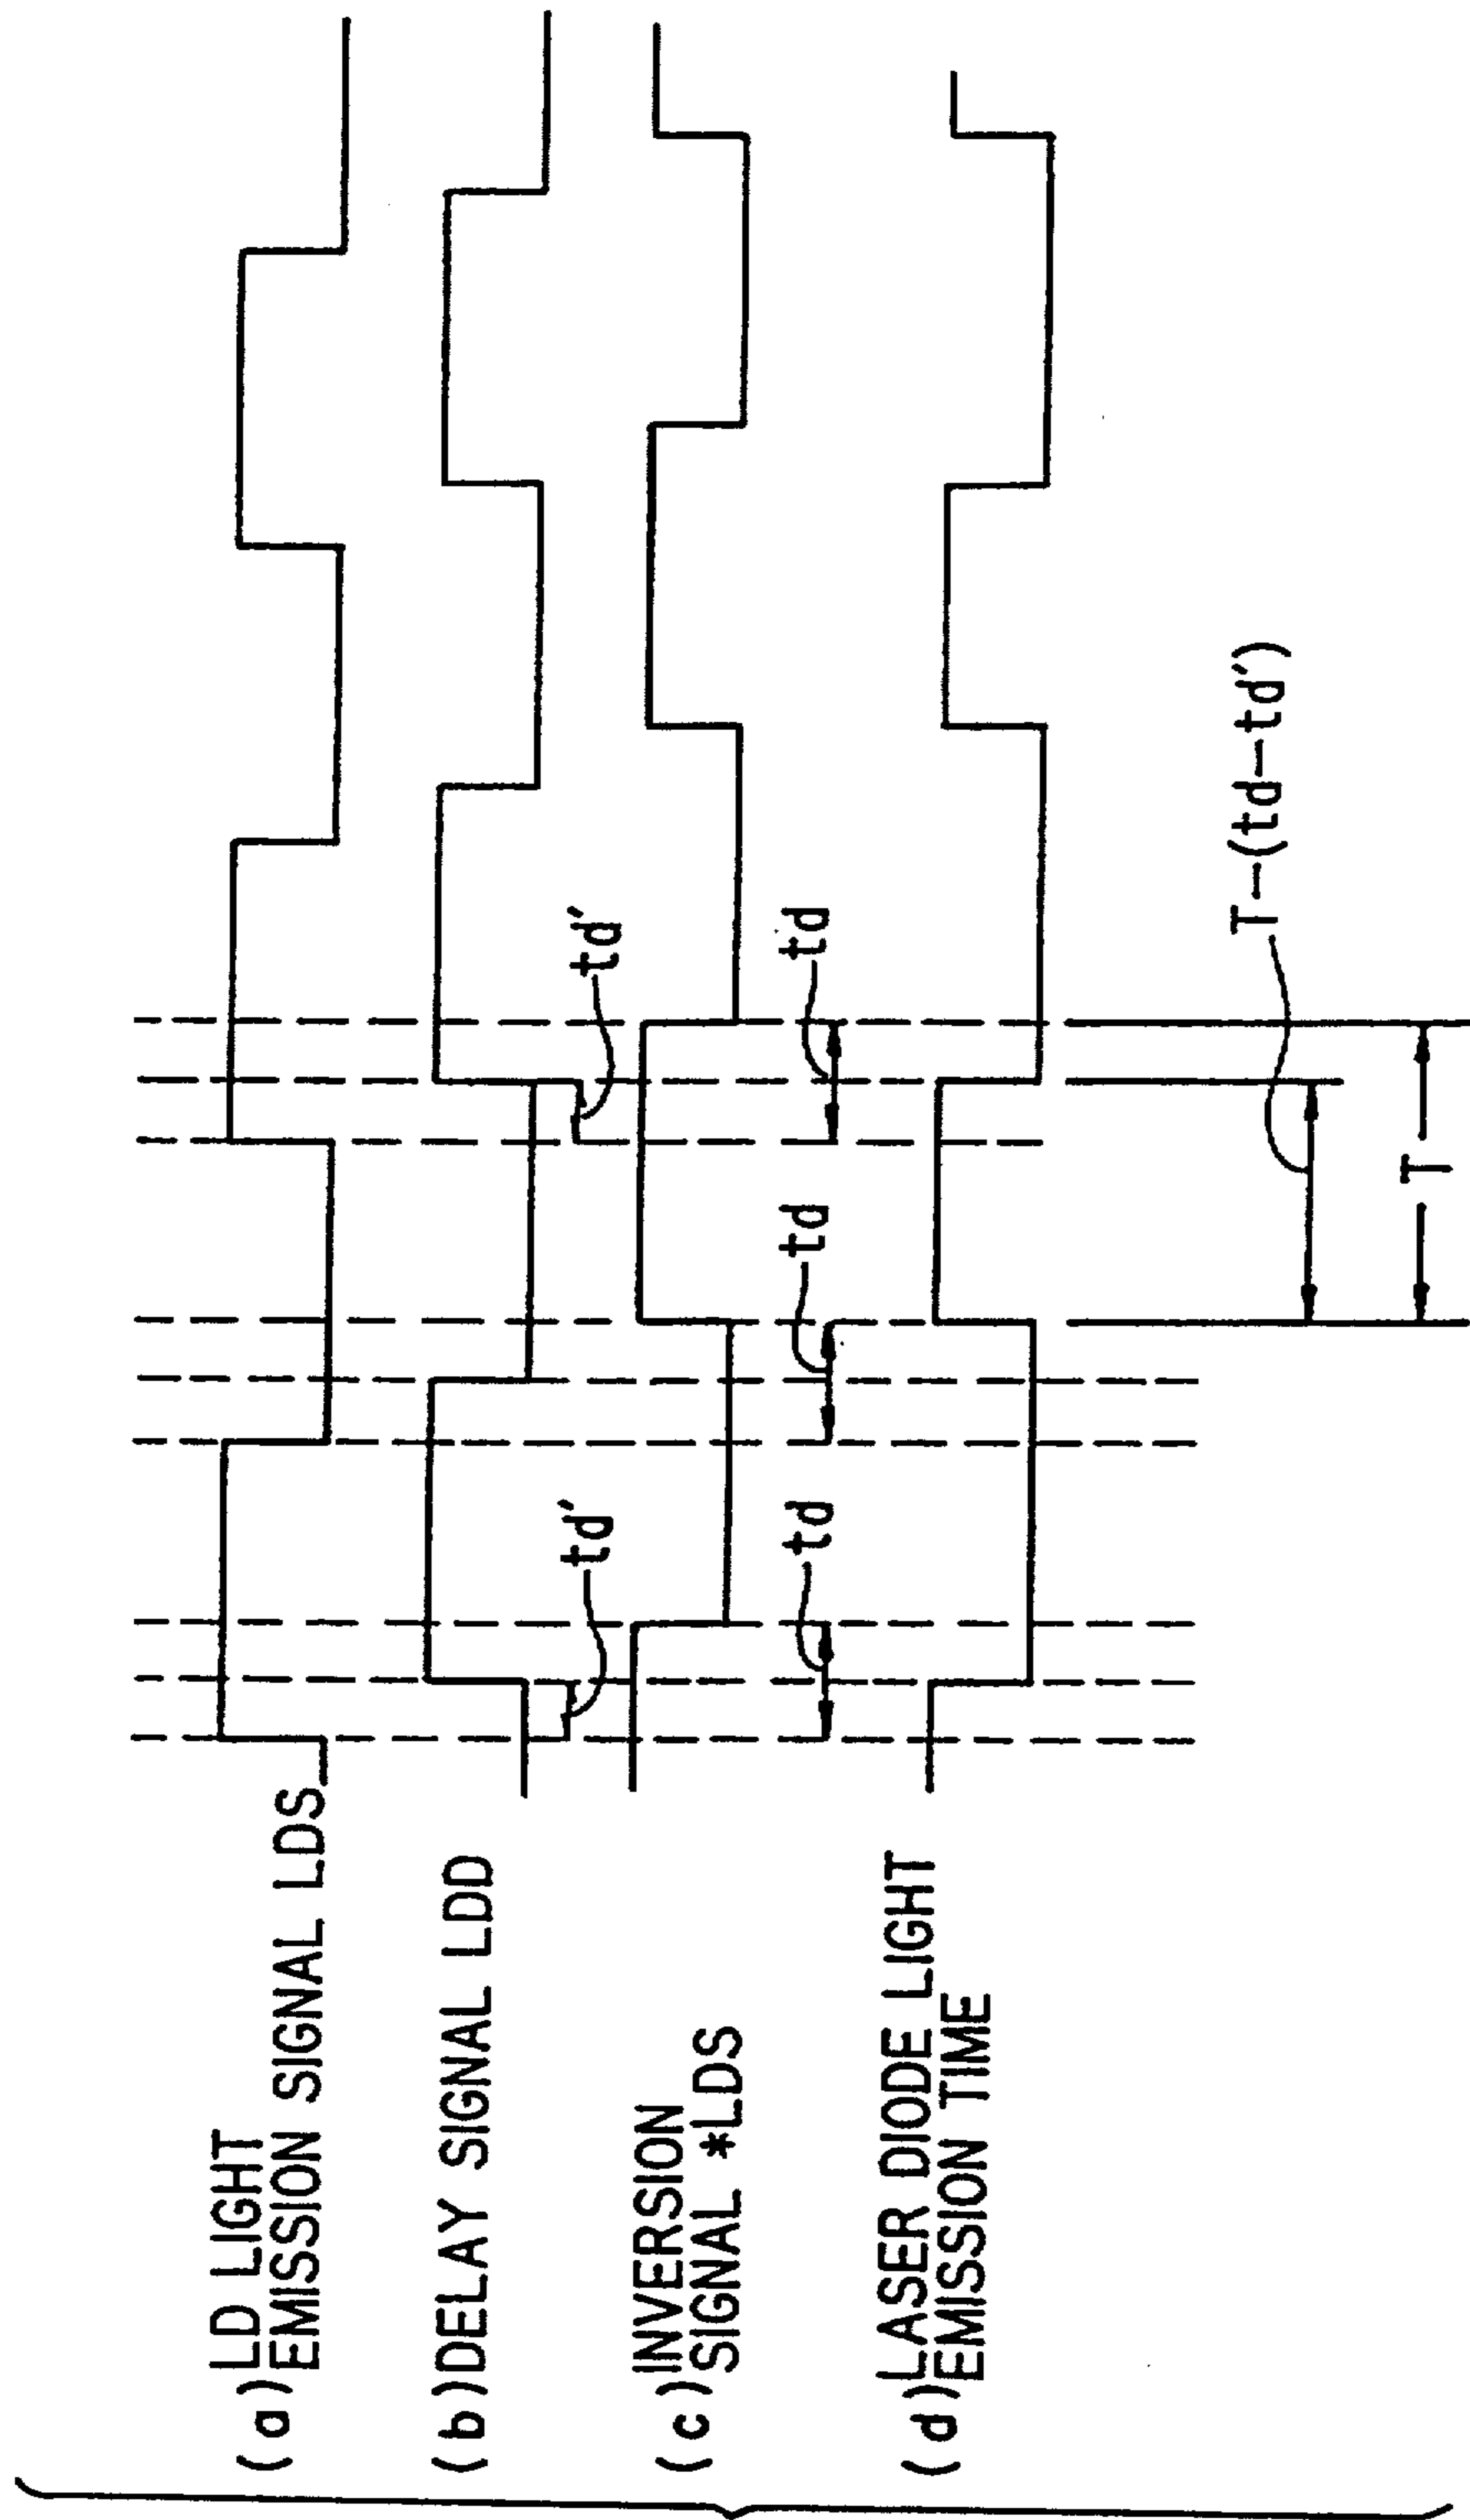 (a) LD LIGHT
EMISSION SIGNAL LDS
(b) DELAY SIGNAL LDD
td'
td'
(c) INVERSION
SIGNAL *LDS
td
td
td
(d) LASER DIODE LIGHT
EMISSION TIME
T-(td-td')
T